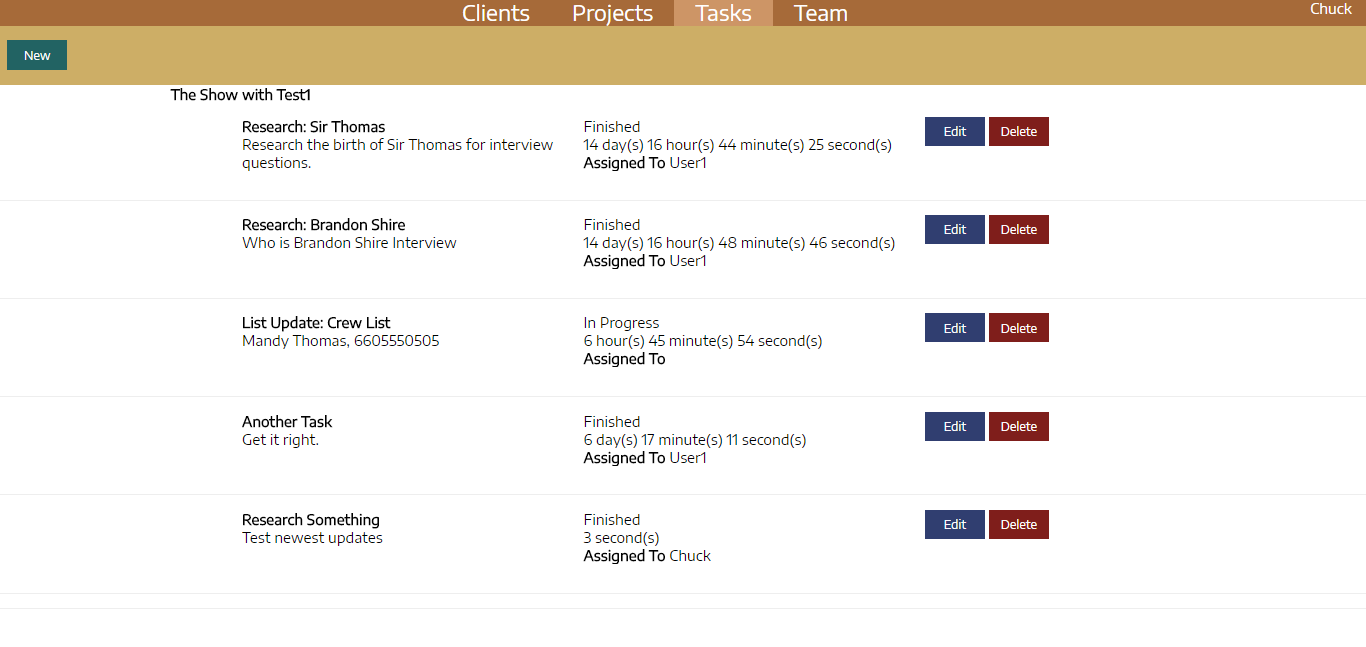 Clients Projects Tasks Team Chuck
New
The Show with Test1
Research: Sir Thomas
Research the birth of Sir Thomas for interview
questions.
Finished
14 day(s) 16 hour(s) 44 minute(s) 25 second(s)
Assigned To User1
Edit Delete
Research: Brandon Shire
Who is Brandon Shire Interview
Finished
14 day(s) 16 hour(s) 48 minute(s) 46 second(s)
Assigned To User1
Edit Delete
List Update: Crew List
Mandy Thomas, 6605550505
In Progress
6 hour(s) 45 minute(s) 54 second(s)
Assigned To
Edit Delete
Another Task
Get it right.
Finished
6 day(s) 17 minute(s) 11 second(s)
Assigned To User1
Edit Delete
Research Something
Test newest updates
Finished
3 second(s)
Assigned To Chuck
Edit Delete